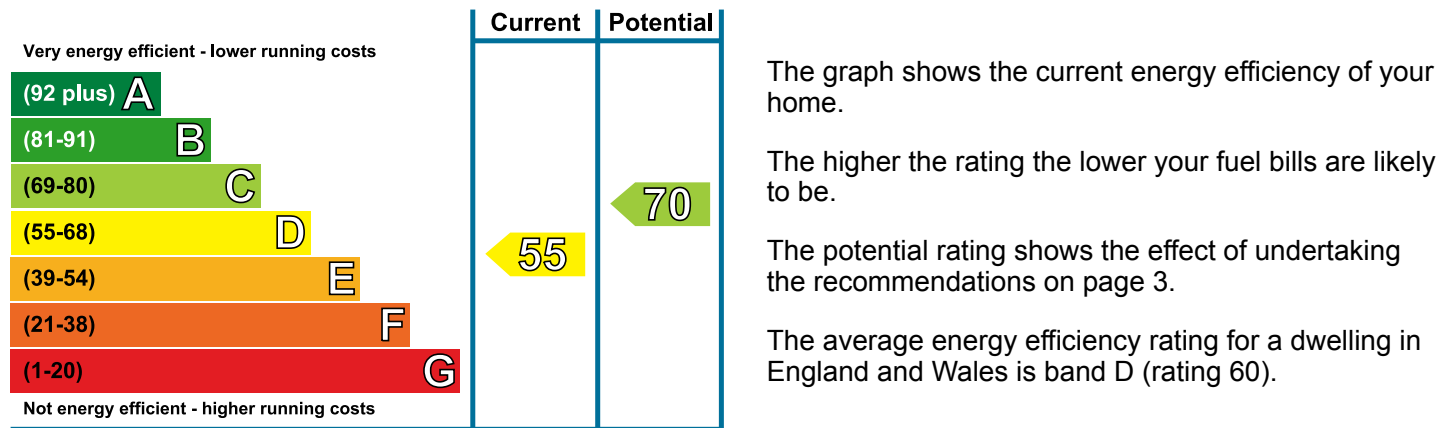 Current Potential
Very energy efficient - lower running costs
(92 plus) A
(81-91) B
(69-80) C
70
(55-68) D
55
(39-54) E
(21-38) F
(1-20) G
Not energy efficient - higher running costs
The graph shows the current energy efficiency of your
home.
The higher the rating the lower your fuel bills are likely
to be.
The potential rating shows the effect of undertaking
the recommendations on page 3.
The average energy efficiency rating for a dwelling in
England and Wales is band D (rating 60).